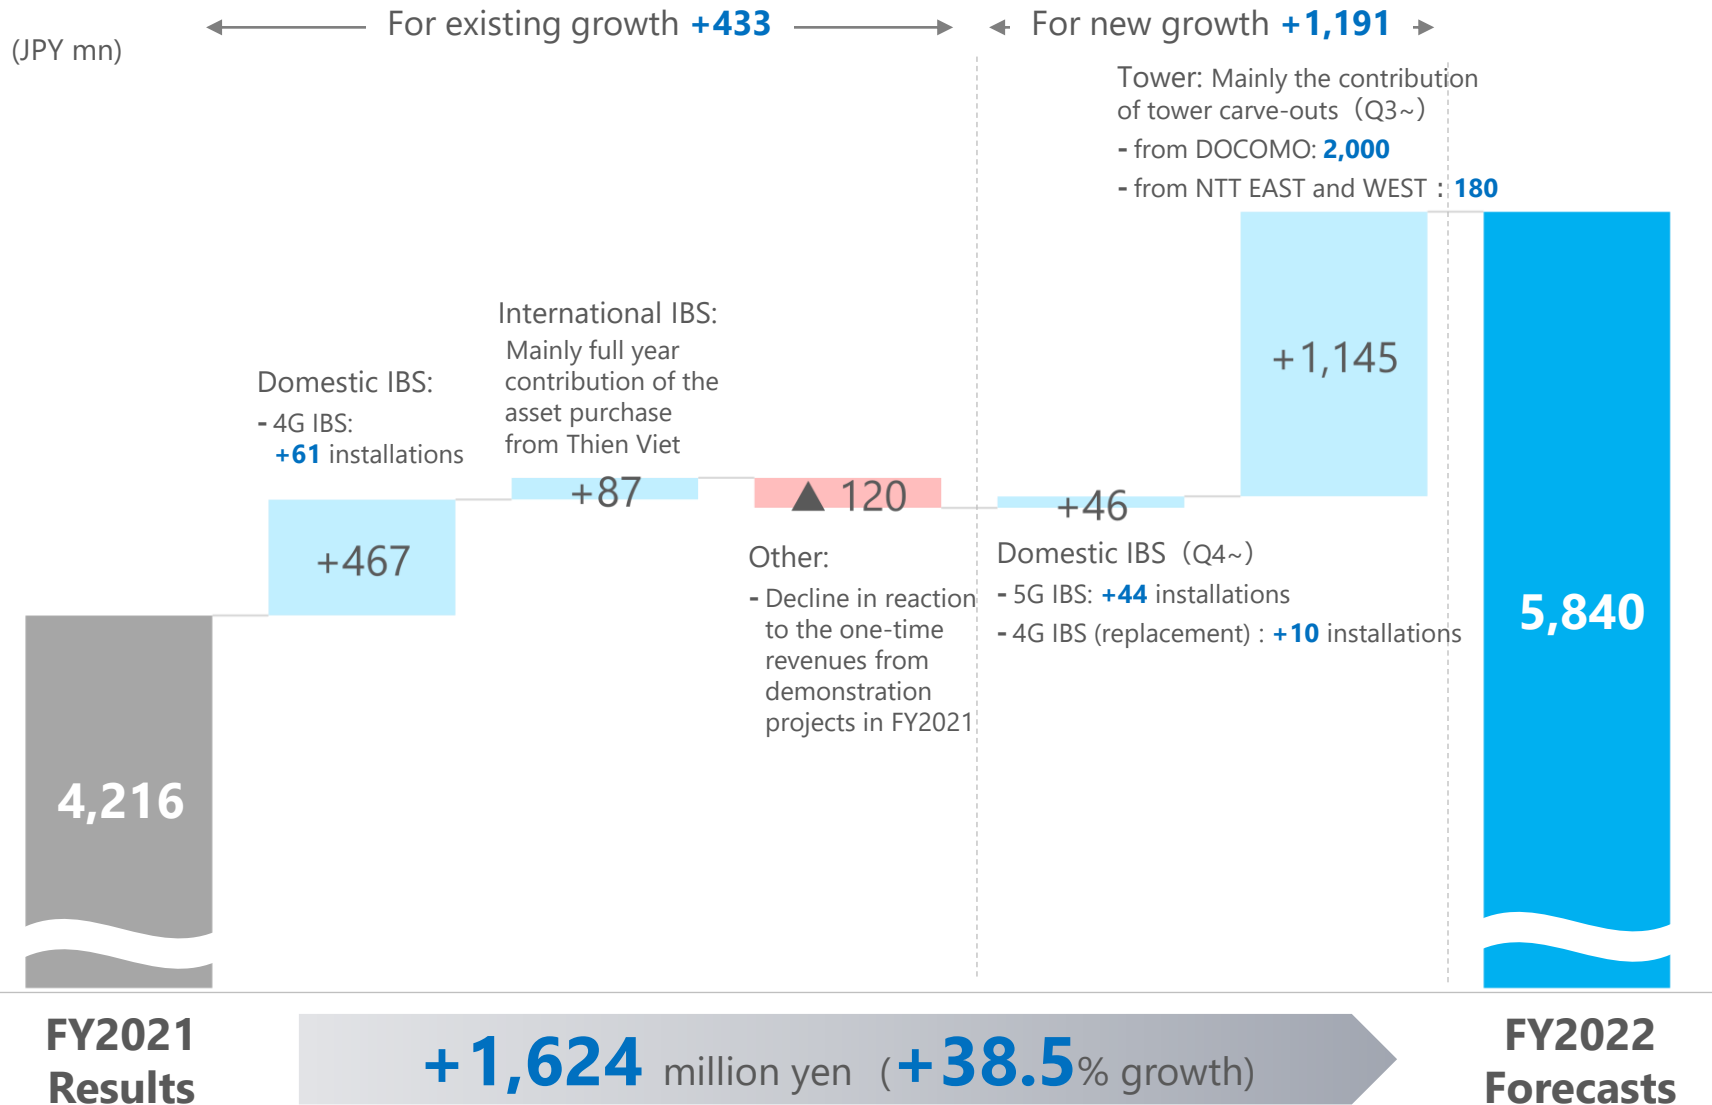 For existing growth +433
For new growth +1,191
(JPY mn)
Tower: Mainly the contribution
of tower carve-outs（Q3~）
- from DOCOMO: 2,000
- from NTT EAST and WEST : 180
International IBS:
Mainly full year
contribution of the
asset purchase
from Thien Viet
Domestic IBS:
- 4G IBS:
+61 installations
+1,145
+87
▲ 120
+46
+467
Other:
- Decline in reaction
to the one-time
revenues from
demonstration
projects in FY2021
Domestic IBS（Q4~）
- 5G IBS: +44 installations
- 4G IBS (replacement) : +10 installations
5,840
4,216
FY2021
Results
+1,624 million yen (+38.5% growth)
FY2022
Forecasts